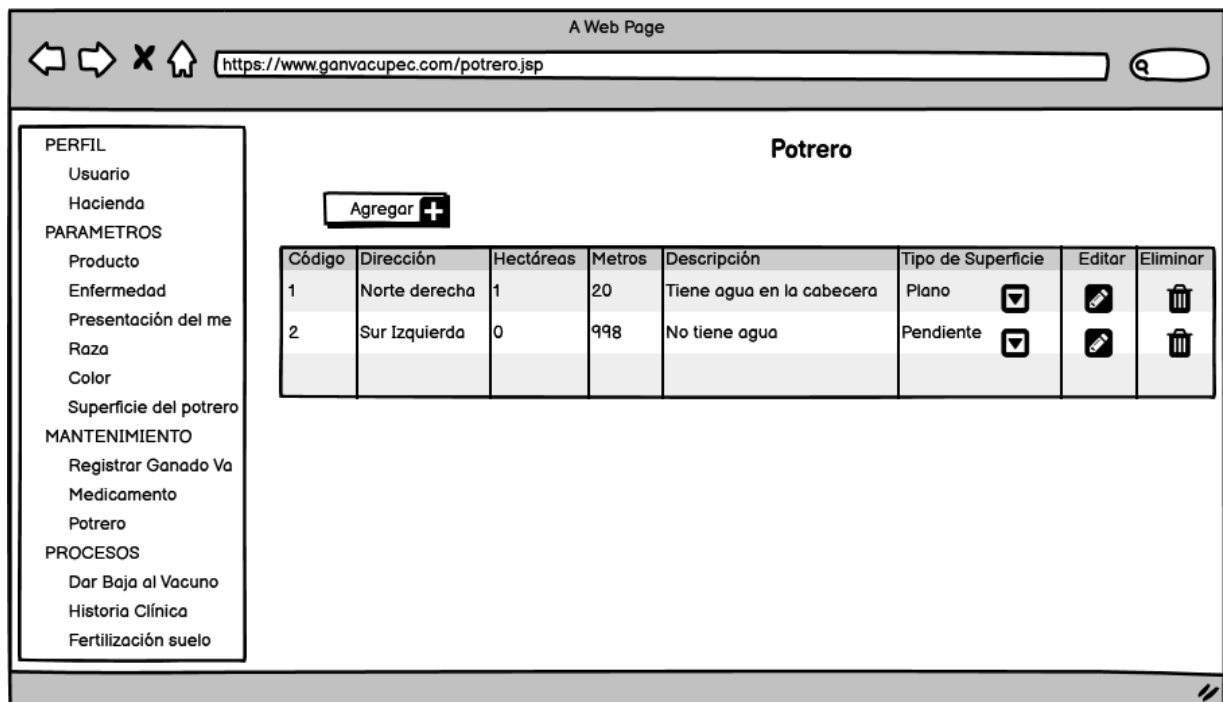 A Web Page
https://www.ganvacupec.com/potrero.jsp
PERFIL
Usuario
Hacienda
PARAMETROS
Producto
Enfermedad
Presentación del me
Raza
Color
Superficie del potrero
MANTENIMIENTO
Registrar Ganado Va
Medicamento
Potrero
PROCESOS
Dar Baja al Vacuno
Historia Clínica
Fertilización suelo
Potrero
Agregar
Código Dirección Hectáreas Metros Descripción Tipo de Superficie Editar Eliminar
1 Norte derecha 1 20 Tiene agua en la cabecera Plano
2 Sur Izquierda 0 998 No tiene agua Pendiente